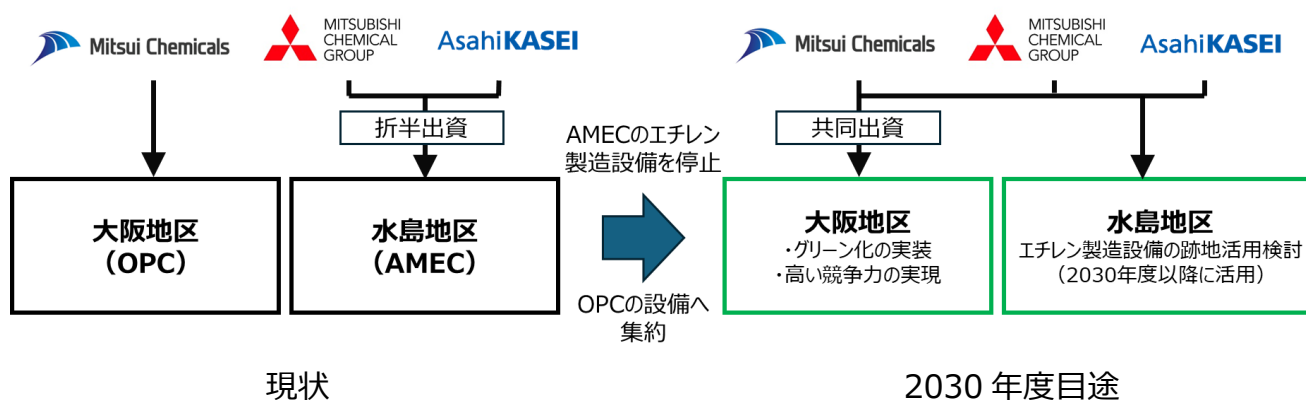 Mitsui Chemicals
MITSUBISHI
CHEMICAL
GROUP
AsahiKASEI
折半出資
大阪地区
（OPC）
水島地区
（AMEC）
現状
AMECのエチレン
製造設備を停止
OPCの設備へ
集約
Mitsui Chemicals
MITSUBISHI
CHEMICAL
GROUP
AsahiKASEI
共同出資
大阪地区
・グリーン化の実装
・高い競争力の実現
水島地区
エチレン製造設備の跡地活用検討
（2030年度以降に活用）
2030 年度目途